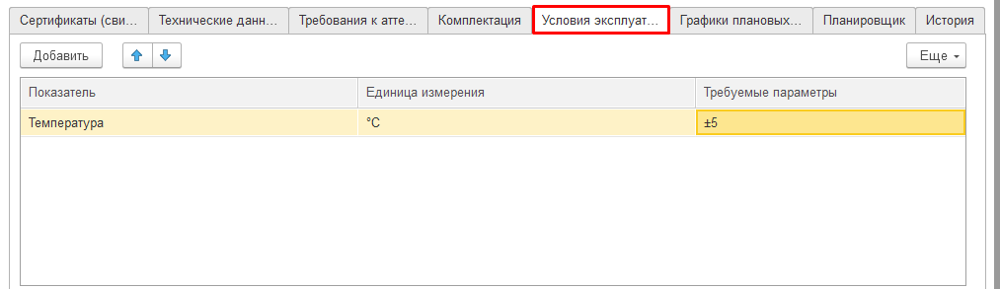 Сертификаты (сви... Технические данн... Требования к атте... Комплектация Условия эксплуат... Графики плановых... Планировщик История
Добавить Еще
Показатель Единица измерения Требуемые параметры
Температура °C ±5